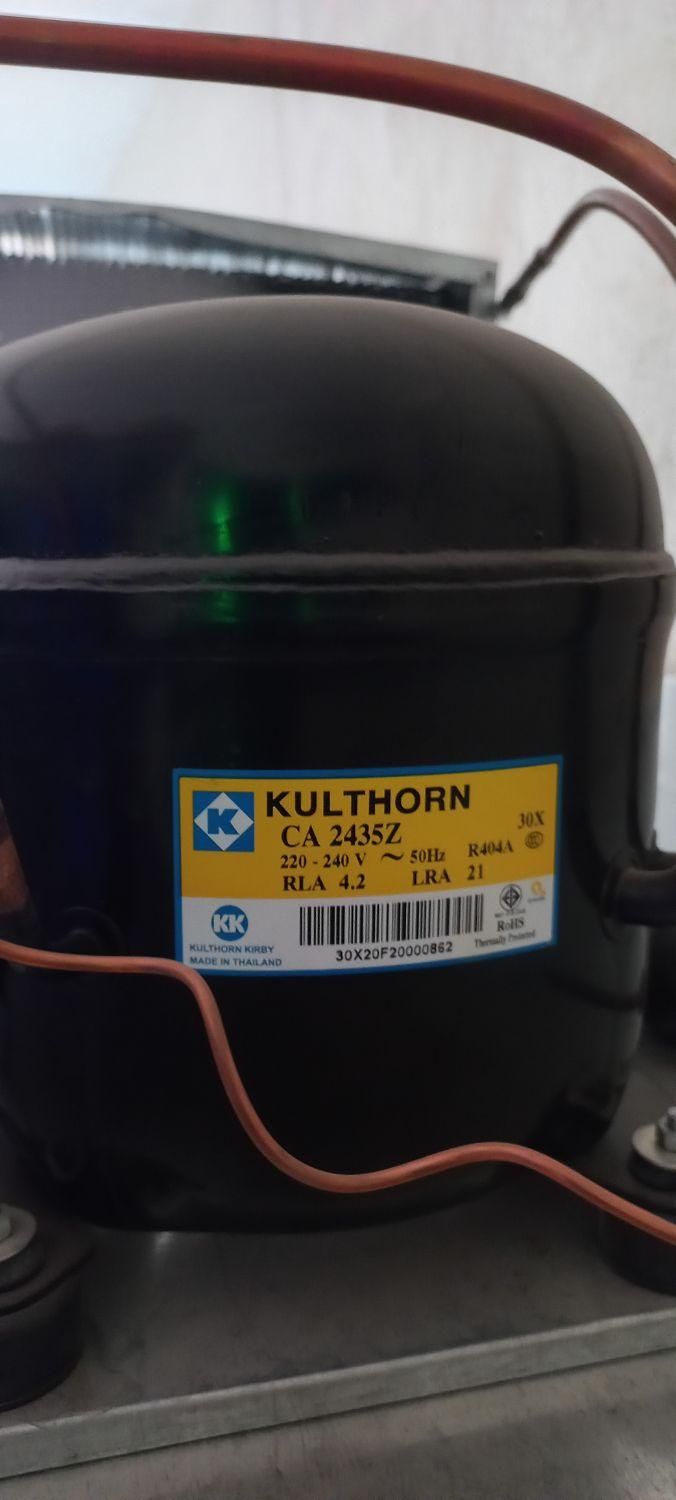 K KULTHORN
CA 2435Z
30X
220 - 240 V ~ 50Hz R404A
RLA 4.2 LRA 21
KK
KULTHORN KIRBY
MADE IN THAILAND
30X20F20000862
RoHS
Thermally Protected